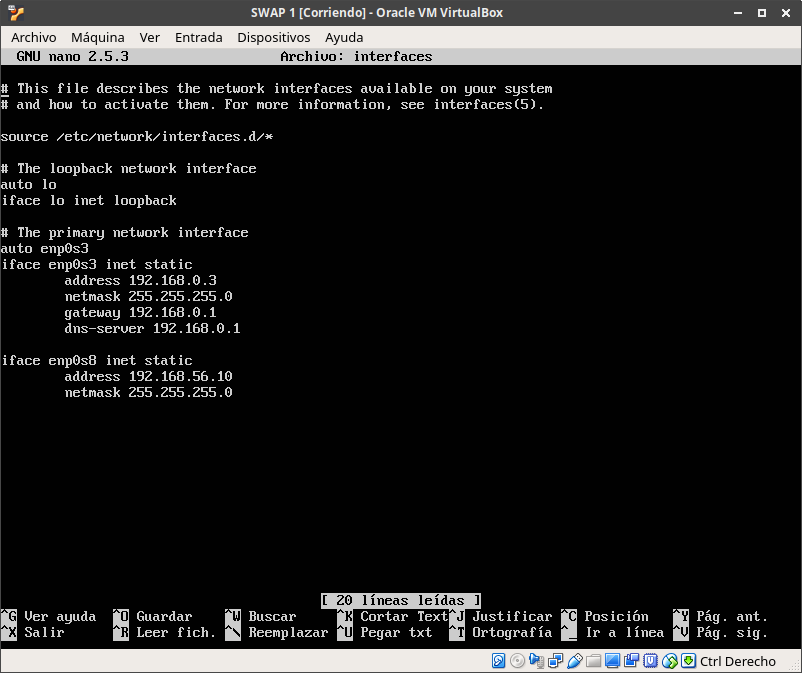 SWAP 1 [Corriendo] - Oracle VM VirtualBox
Archivo Máquina Ver Entrada Dispositivos Ayuda
GNU nano 2.5.3 Archivo: interfaces
# This file describes the network interfaces available on your system
# and how to activate them. For more information, see interfaces(5).
source /etc/network/interfaces.d/*
# The loopback network interface
auto lo
iface lo inet loopback
# The primary network interface
auto enp0s3
iface enp0s3 inet static
address 192.168.0.3
netmask 255.255.255.0
gateway 192.168.0.1
dns-server 192.168.0.1
iface enp0s8 inet static
address 192.168.56.10
netmask 255.255.255.0
[ 20 líneas leídas ]
^G Ver ayuda ^O Guardar ^W Buscar ^K Cortar Text ^J Justificar ^C Posición ^Y Pág. ant.
^X Salir ^R Leer fich. ^\ Reemplazar ^U Pegar txt ^T Ortografía ^_ Ir a línea ^V Pág. sig.
Ctrl Derecho